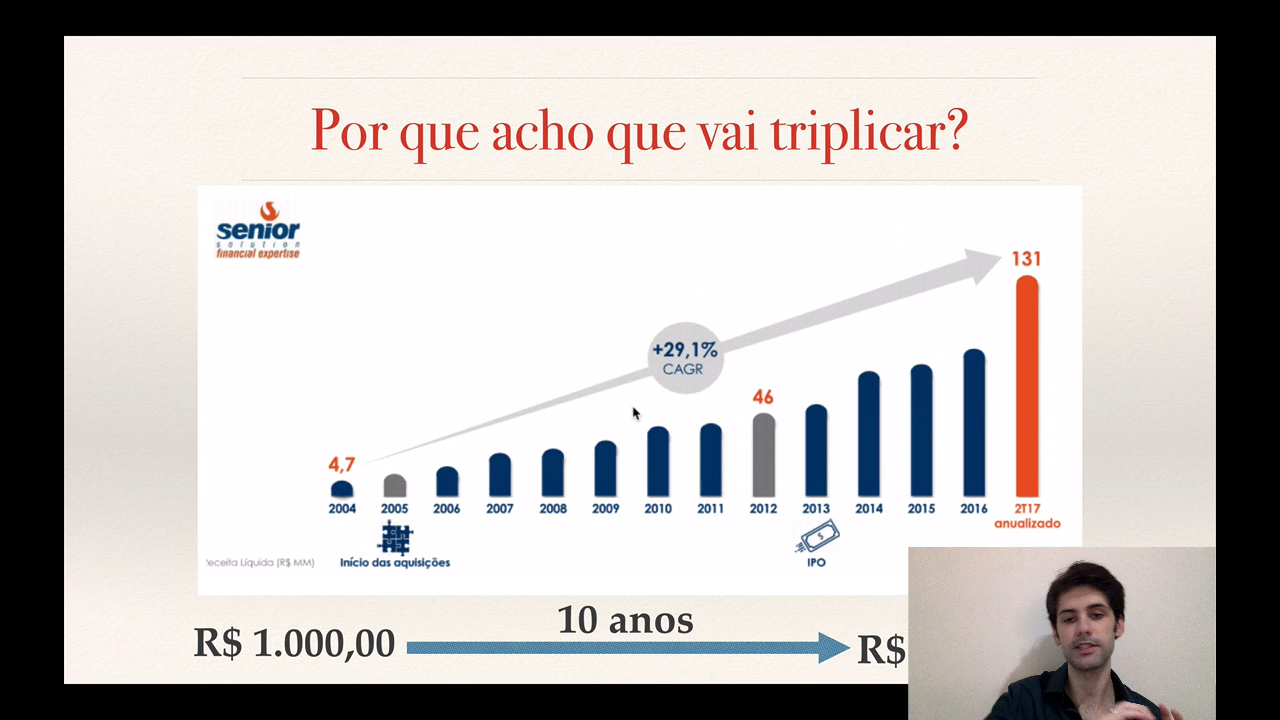 Por que acho que vai triplicar?
senior
solution
financial expertise
131
+29,1%
CAGR
46
4,7
2004 2005 2006 2007 2008 2009 2010 2011 2012 2013 2014 2015 2016 2T17
anualizado
eceita Líquida (R$ MM)
Início das aquisições
IPO
10 anos
R$ 1.000,00
R$